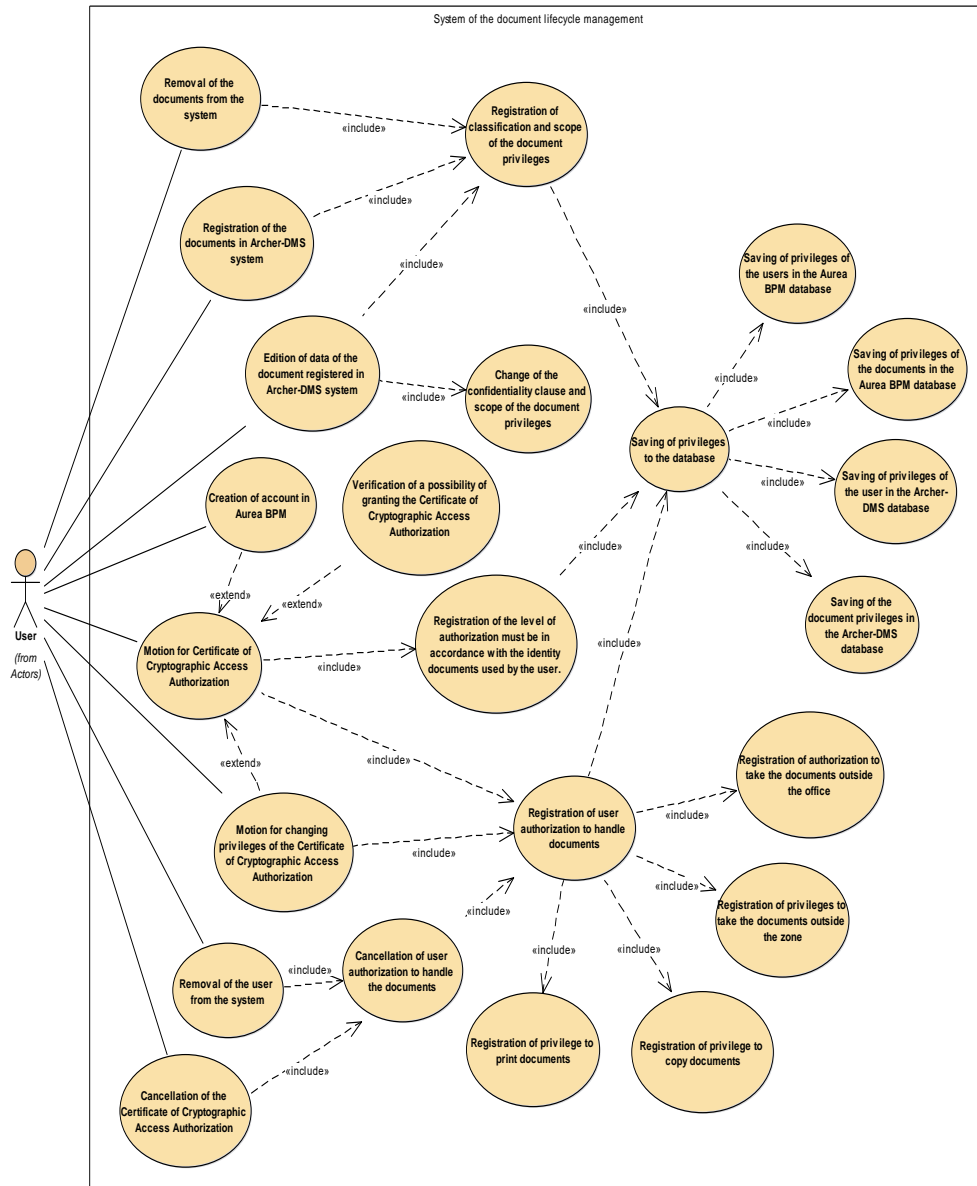 System of the document lifecycle management
Removal of the
documents from the
system
«include»
Registration of
classification and scope
of the document
privileges
Registration of the
documents in Archer-DMS
system
«include»
«include»
Saving of privileges of
the users in the Aurea
BPM database
«include»
Edition of data of the
document registered in
Archer-DMS system
«include»
Change of the
confidentiality clause and
scope of the document
privileges
«include»
Saving of privileges of
the documents in the
Aurea BPM database
«include»
Saving of privileges
to the database
«include»
Saving of privileges of
the user in the Archer-
DMS database
Creation of account in
Aurea BPM
Verification of a possibility of
granting the Certificate of
Cryptographic Access
Authorization
«include»
«include»
Saving of the
document privileges
in the Archer-DMS
database
«extend»
«extend»
User
(from
Actors)
Motion for Certificate of
Cryptographic Access
Authorization
«include»
Registration of the level of
authorization must be in
accordance with the identity
documents used by the user.
«include»
«include»
«extend»
Registration of authorization to
take the documents outside
the office
«include»
Registration of user
authorization to handle
documents
Motion for changing
privileges of the Certificate
of Cryptographic Access
Authorization
«include»
«include»
Registration of privileges to
take the documents outside
the zone
«include»
Cancellation of user
authorization to handle
the documents
«include»
«include»
«include»
Removal of the user
from the system
Registration of privilege to
print documents
Registration of privilege to
copy documents
«include»
Cancellation of the
Certificate of Cryptographic
Access Authorization